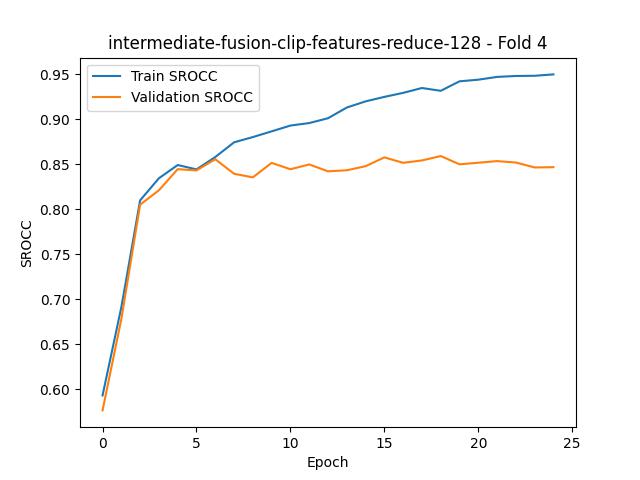 intermediate-fusion-clip-features-reduce-128 - Fold 4
Train SROCC
Validation SROCC
0.95
0.90
0.85
0.80
0.75
0.70
0.65
0.60
SROCC
0 5 10 15 20 25
Epoch